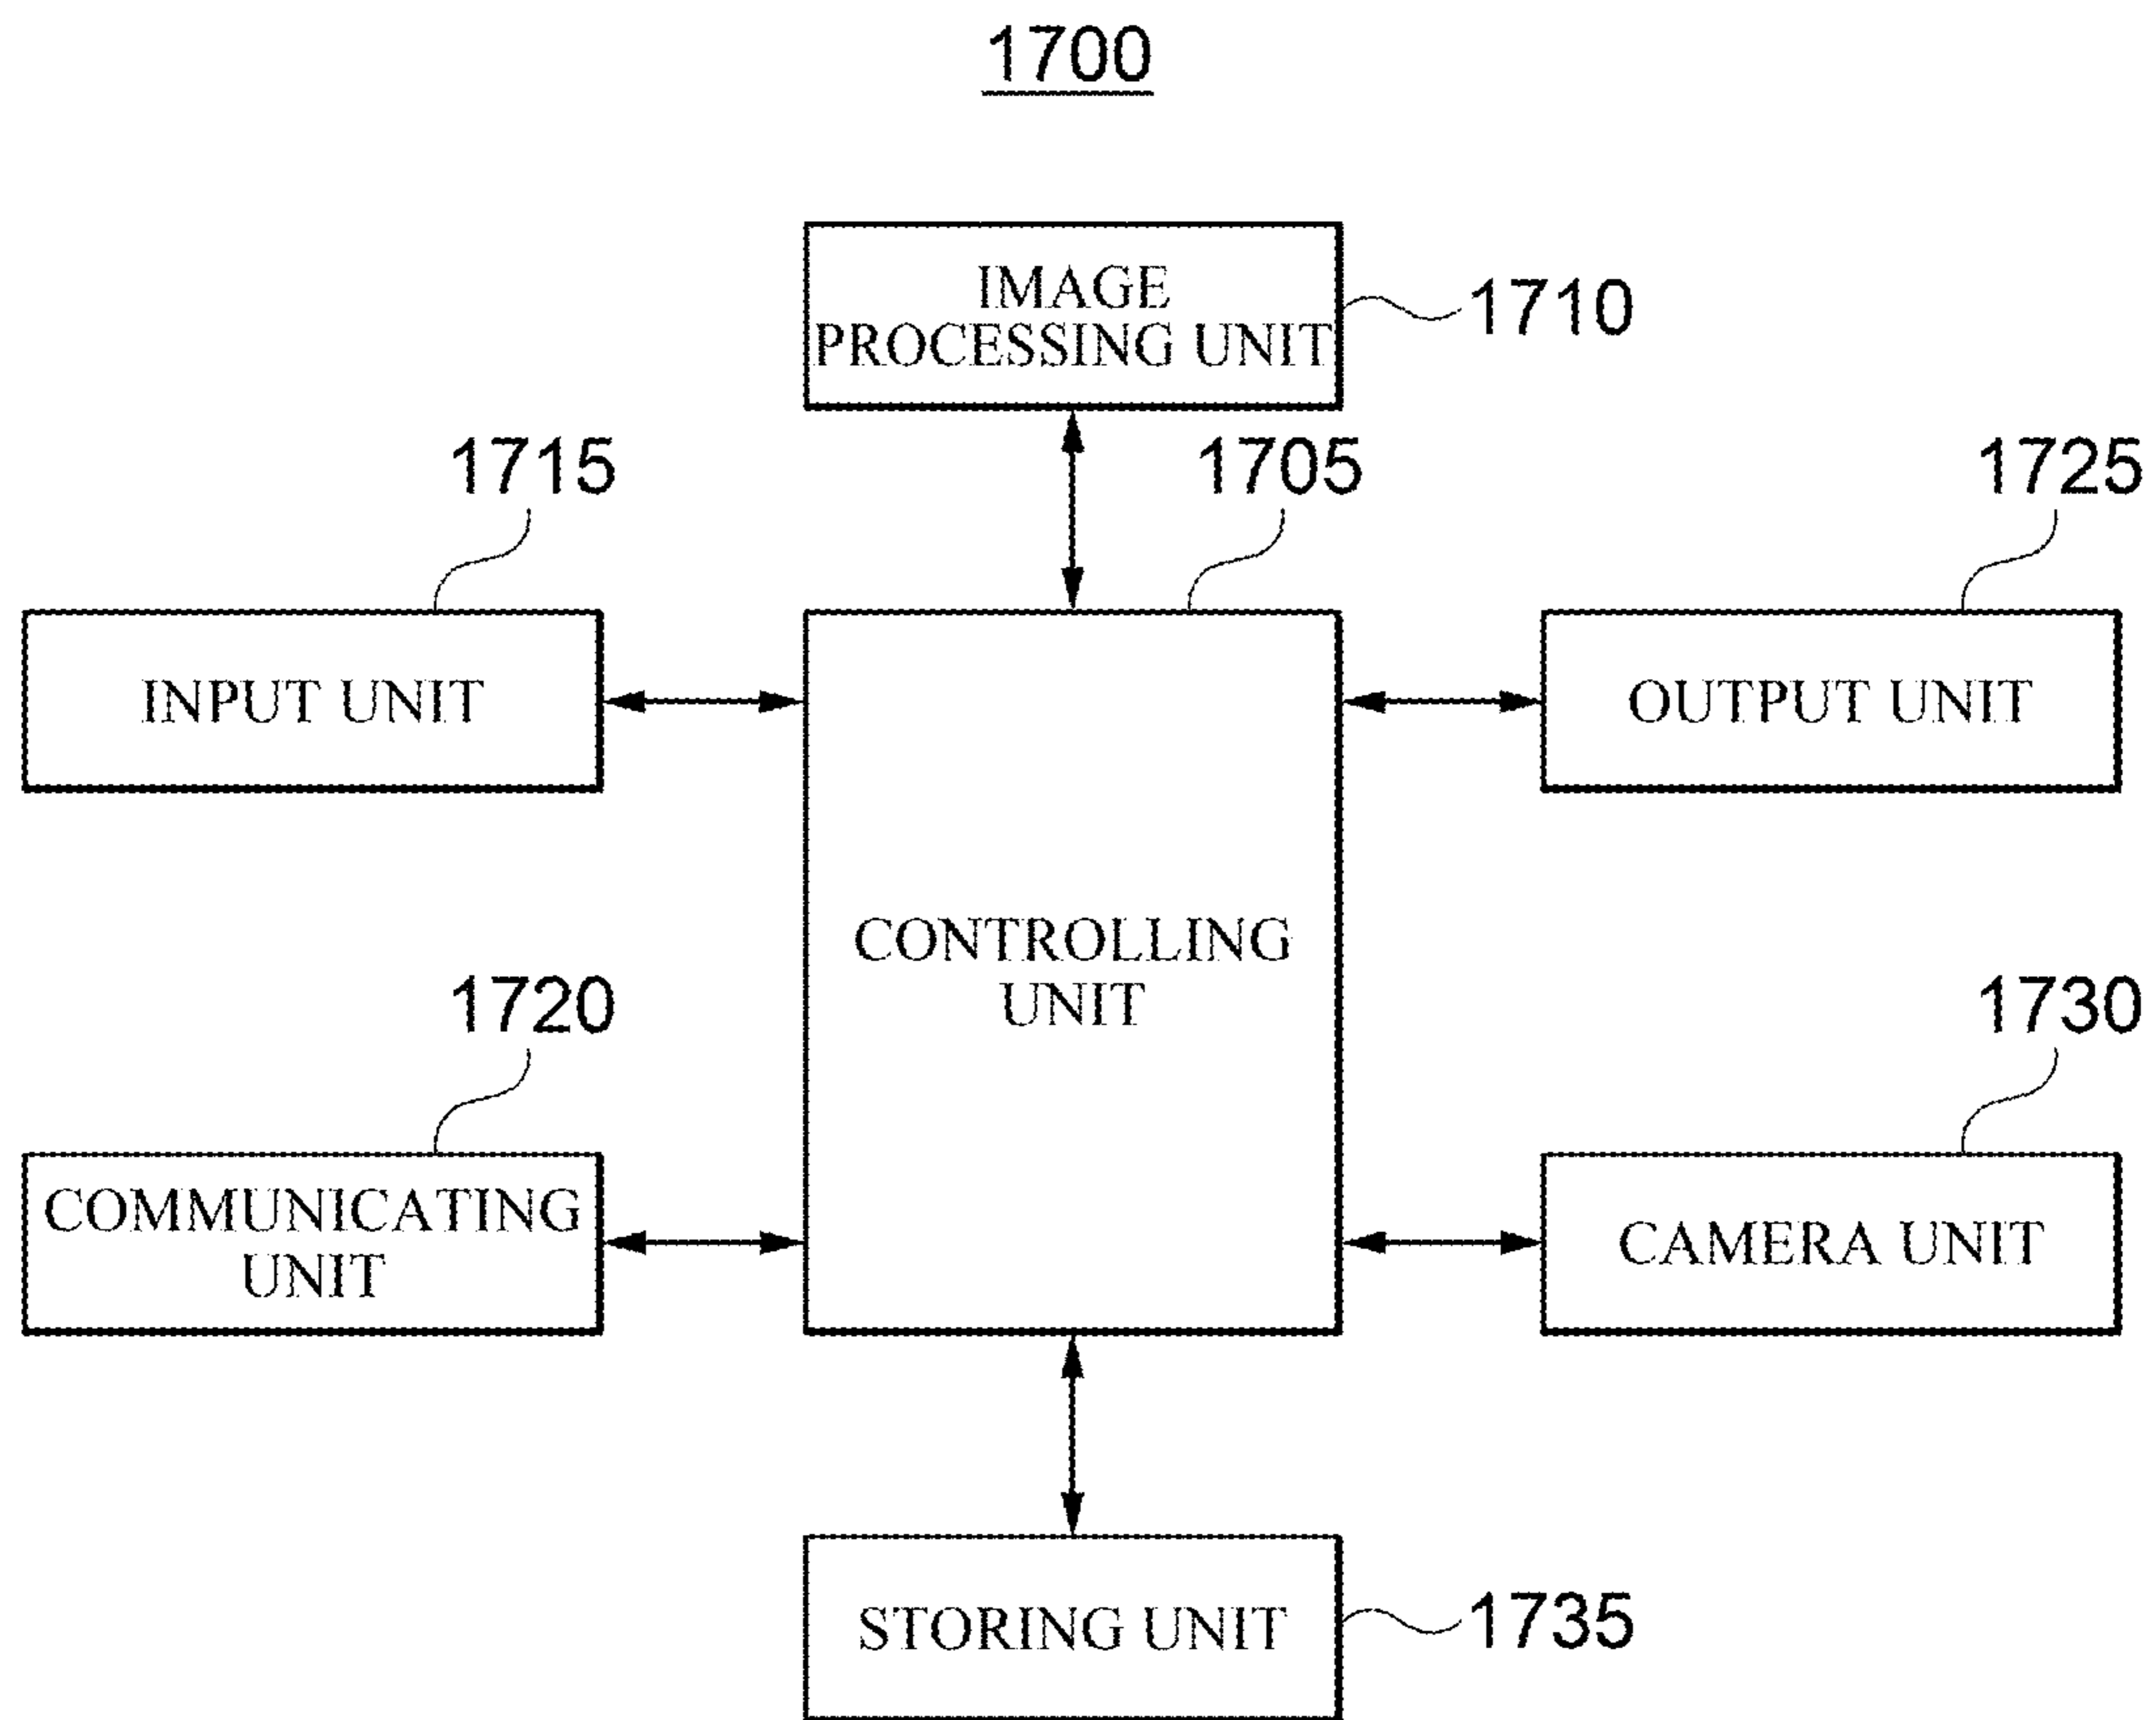 1700
IMAGE
PROCESSING UNIT
1710
1715
1705
1725
INPUT UNIT
OUTPUT UNIT
CONTROLLING
UNIT
1720
1730
COMMUNICATING
UNIT
CAMERA UNIT
STORING UNIT
1735